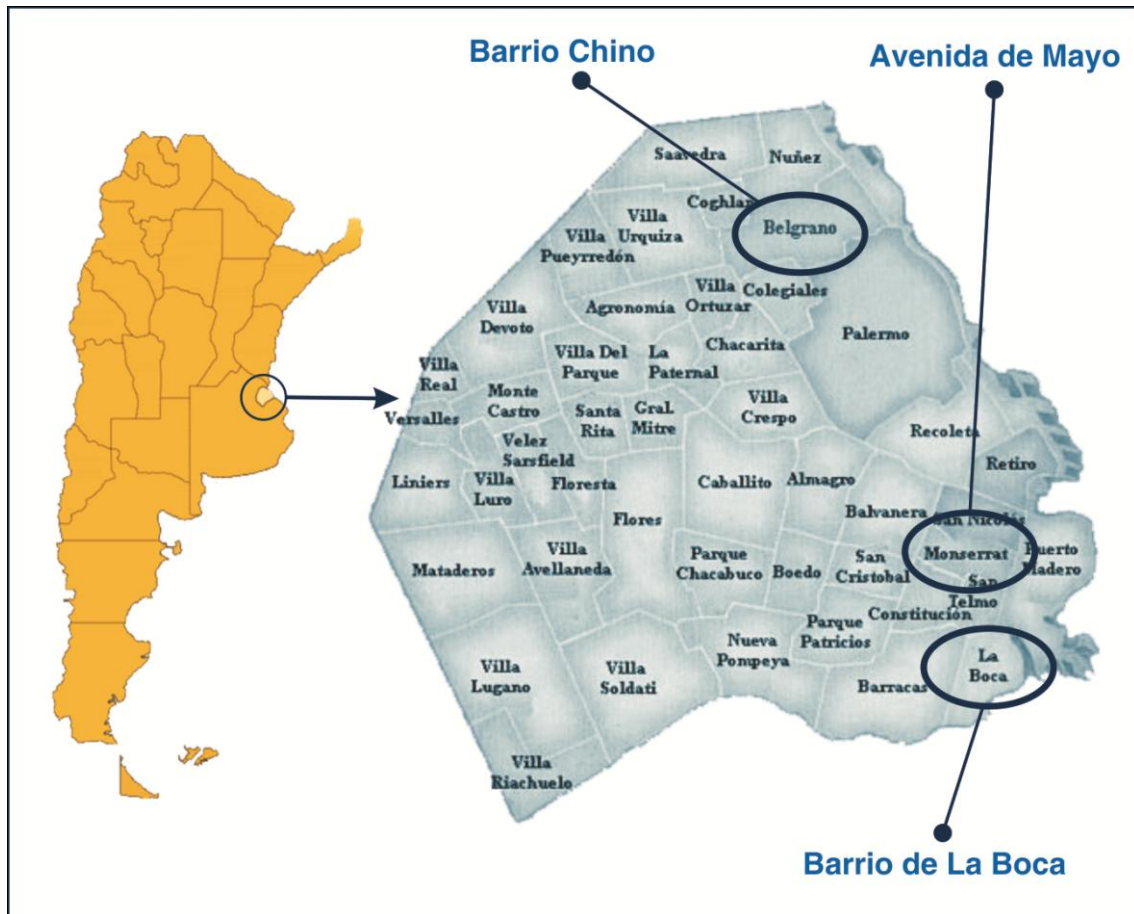 Barrio Chino
Avenida de Mayo
Saavedra
Nuñez
Coghlan
Belgrano
Villa
Urquiza
Villa
Pueyrredón
Villa
Ortuzar
Colegiales
Agronomía
Villa
Devoto
Palermo
Chacarita
Villa Del
Parque
La
Paternal
Villa
Real
Monte
Castro
Versalles
Santa
Rita
Gral.
Mitre
Villa
Crespo
Recoleta
Velez
Sarsfield
Retiro
Liniers
Villa
Luro
Floresta
Caballito
Almagro
Flores
Balvanera
San Nicolás
Monserrat
Puerto
Madero
Mataderos
Villa
Avellaneda
Parque
Chacabuco
Boedo
San
Cristobal
San
Telmo
Constitución
Parque
Patricios
Nueva
Pompeya
La
Boca
Villa
Lugano
Villa
Soldati
Barracas
Villa
Riachuelo
Barrio de La Boca